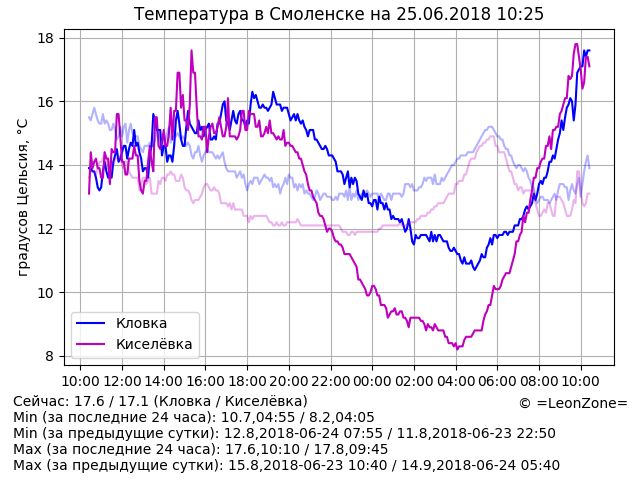 Температура в Смоленске на 25.06.2018 10:25
18
16
14
12
10
8
градусов Цельсия, °C
Кловка
Киселёвка
10:00 12:00 14:00 16:00 18:00 20:00 22:00 00:00 02:00 04:00 06:00 08:00 10:00
Сейчас: 17.6 / 17.1 (Кловка / Киселёвка)
© =LeonZone=
Min (за последние 24 часа): 10.7,04:55 / 8.2,04:05
Min (за предыдущие сутки): 12.8,2018-06-24 07:55 / 11.8,2018-06-23 22:50
Max (за последние 24 часа): 17.6,10:10 / 17.8,09:45
Max (за предыдущие сутки): 15.8,2018-06-23 10:40 / 14.9,2018-06-24 05:40